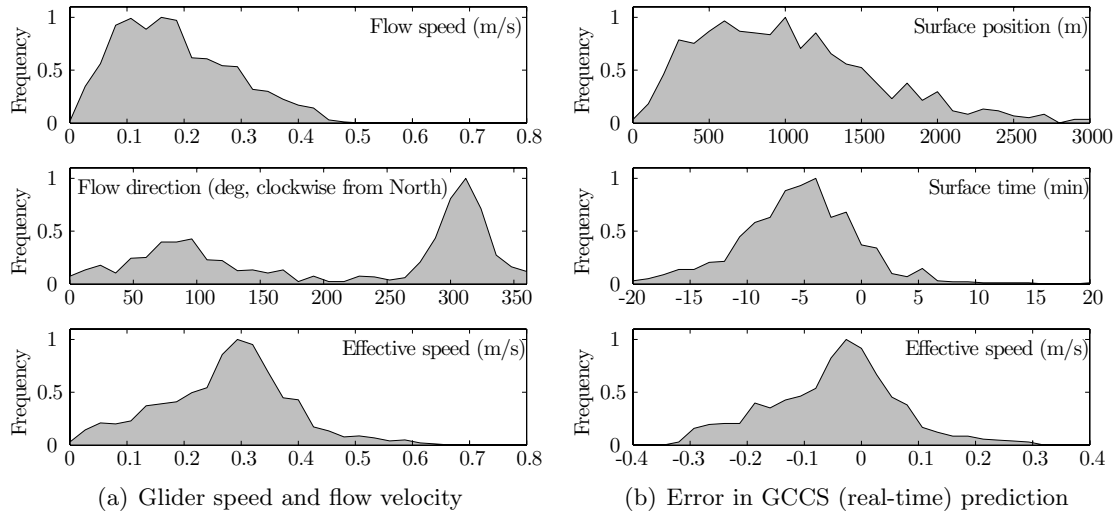 Flow speed (m/s)
Frequency
1
0.5
0
0 0.1 0.2 0.3 0.4 0.5 0.6 0.7 0.8
Flow direction (deg, clockwise from North)
Frequency
1
0.5
0
0 50 100 150 200 250 300 350
Effective speed (m/s)
Frequency
1
0.5
0
0 0.1 0.2 0.3 0.4 0.5 0.6 0.7 0.8
(a) Glider speed and flow velocity
Surface position (m)
Frequency
1
0.5
0
0 500 1000 1500 2000 2500 3000
Surface time (min)
Frequency
1
0.5
0
-20 -15 -10 -5 0 5 10 15 20
Effective speed (m/s)
Frequency
1
0.5
0
-0.4 -0.3 -0.2 -0.1 0 0.1 0.2 0.3 0.4
(b) Error in GCCS (real-time) prediction